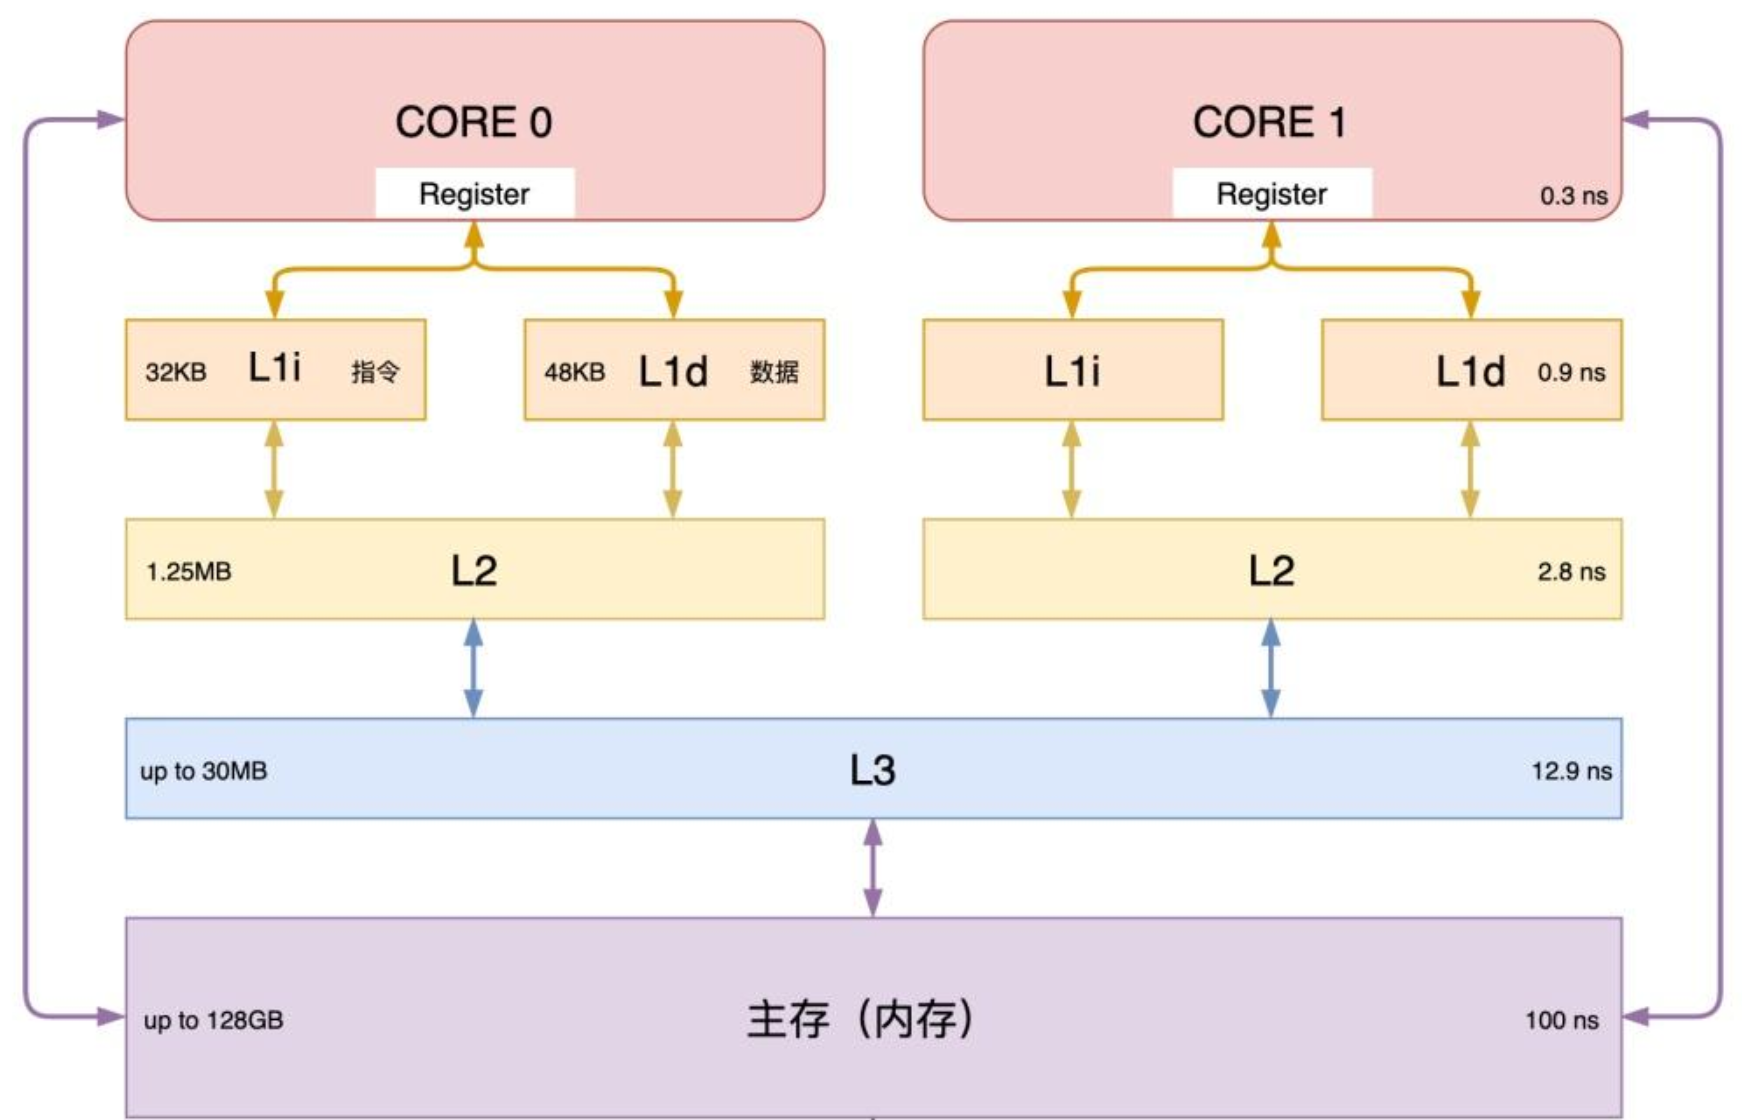 CORE 0
CORE 1
Register
Register
0.3 ns
32KB L1i 指令
48KB L1d 数据
L1i
L1d 0.9 ns
1.25MB L2
L2 2.8 ns
up to 30MB L3 12.9 ns
up to 128GB 主存（内存） 100 ns